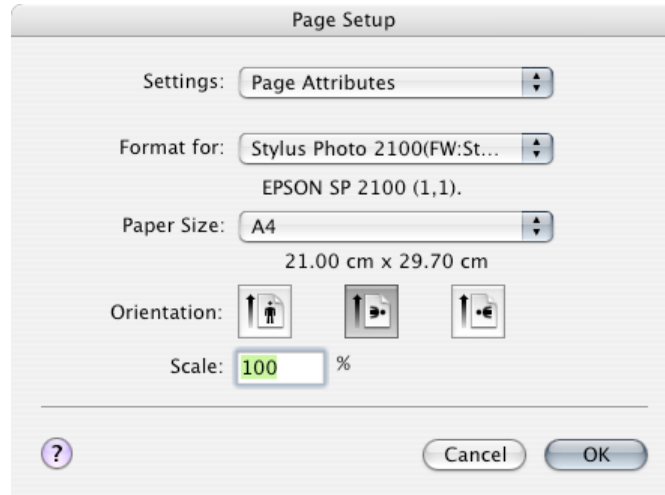 Page Setup
Settings: Page Attributes
Format for: Stylus Photo 2100(FW:St...
EPSON SP 2100 (1,1).
Paper Size: A4
21.00 cm x 29.70 cm
Orientation:
Scale: 100 %
? Cancel OK